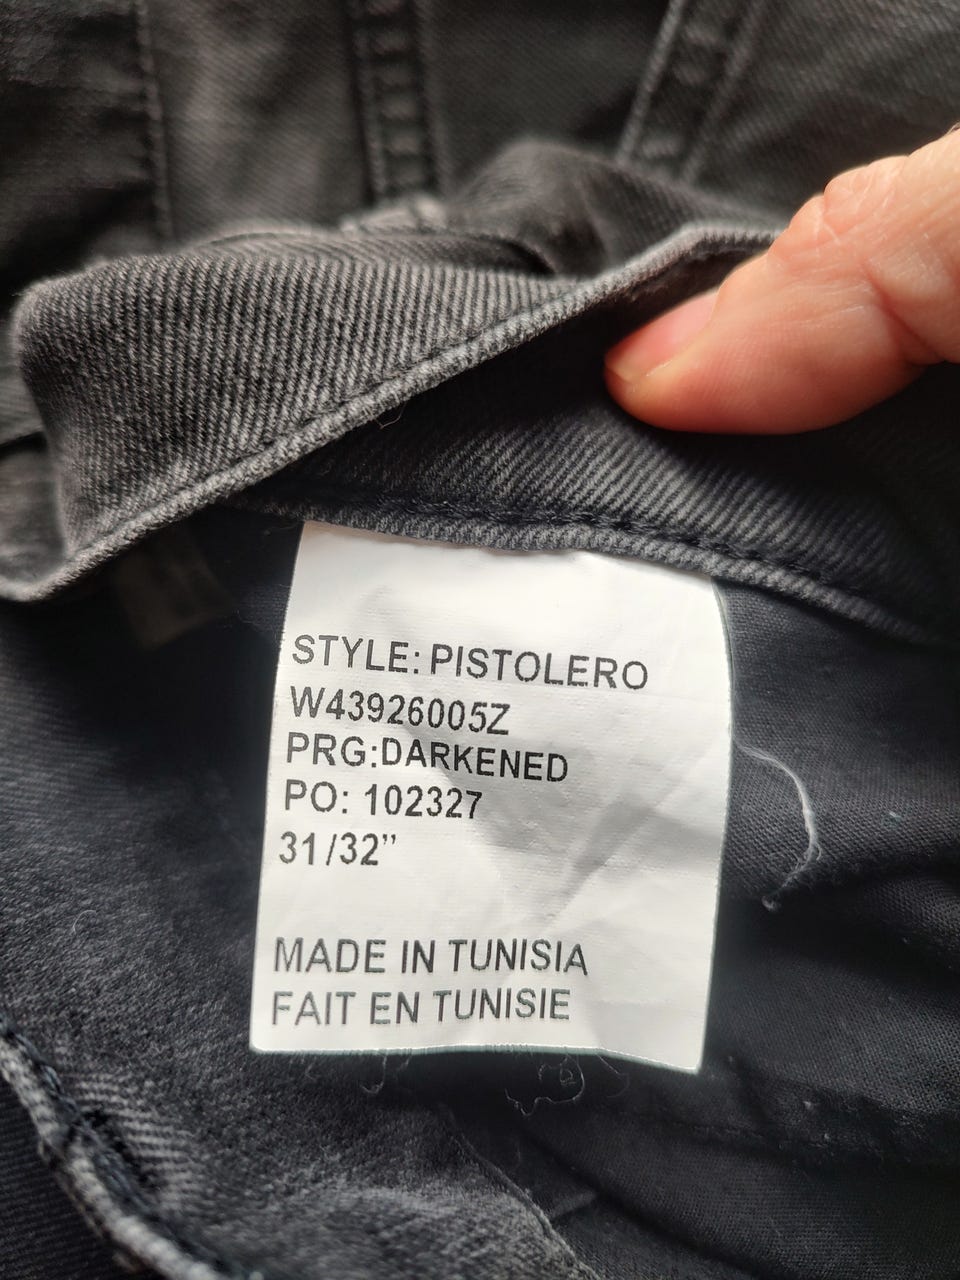 STYLE: PISTOLERO
W43926005Z
PRG:DARKENED
PO: 102327
31/32”
MADE IN TUNISIA
FAIT EN TUNISIE